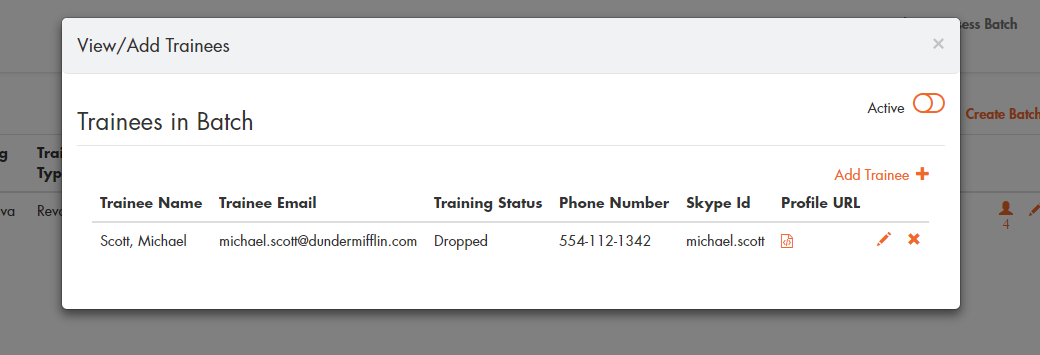 ess Batch
View/Add Trainees
×
Active
Trainees in Batch
Create Batch
Add Trainee +
g
Trai
Typ
Trainee Name Trainee Email Training Status Phone Number Skype Id Profile URL
va Reva
Scott, Michael michael.scott@dundermifflin.com Dropped 554-112-1342 michael.scott
4